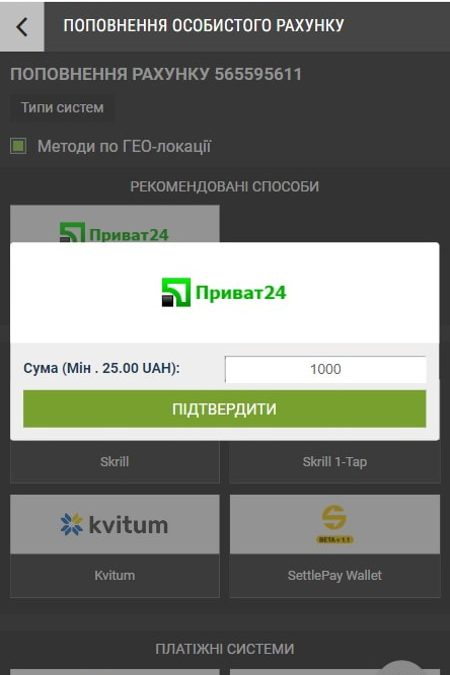 ПОПОВНЕННЯ ОСОБИСТОГО РАХУНКУ
ПОПОВНЕННЯ РАХУНКУ 565595611
Типи систем
Методи по ГЕО-локації
РЕКОМЕНДОВАНІ СПОСОБИ
Приват24
Приват24
Сума (Мін . 25.00 UAH):
1000
ПІДТВЕРДИТИ
Skrill
Skrill 1-Tap
kvitum
BETA v 1.1
Kvitum
SettlePay Wallet
ПЛАТІЖНІ СИСТЕМИ